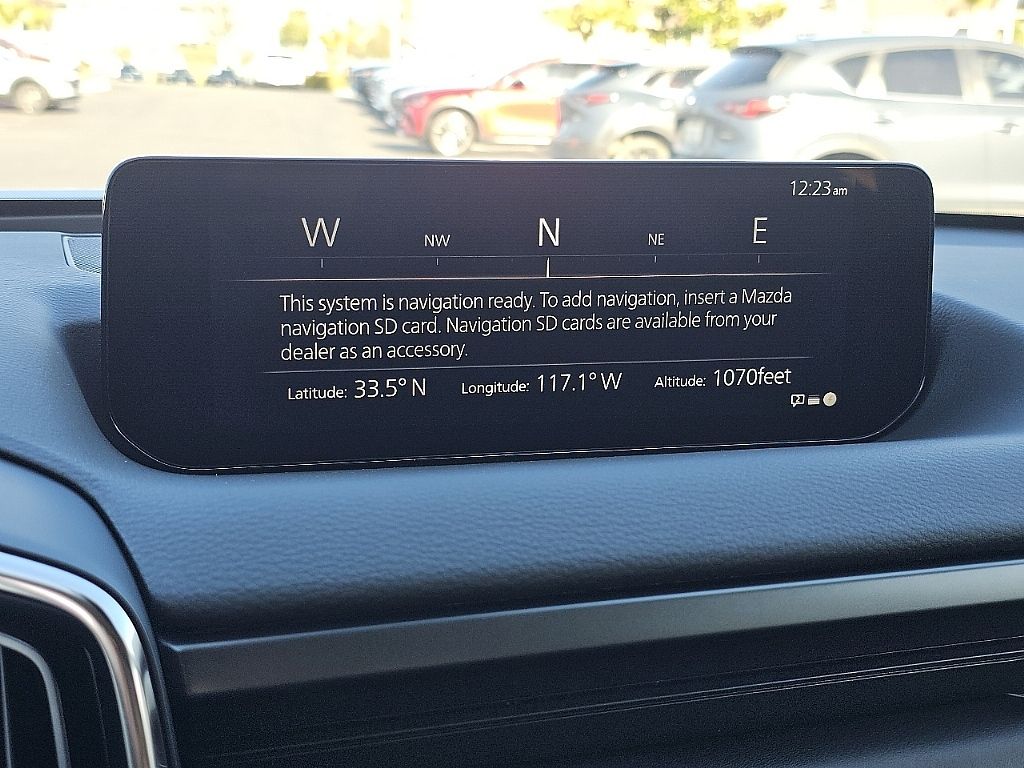 12:23am
W NW N NE E
This system is navigation ready. To add navigation, insert a Mazda
navigation SD card. Navigation SD cards are available from your
dealer as an accessory.
Latitude: 33.5° N Longitude: 117.1° W Altitude: 1070feet